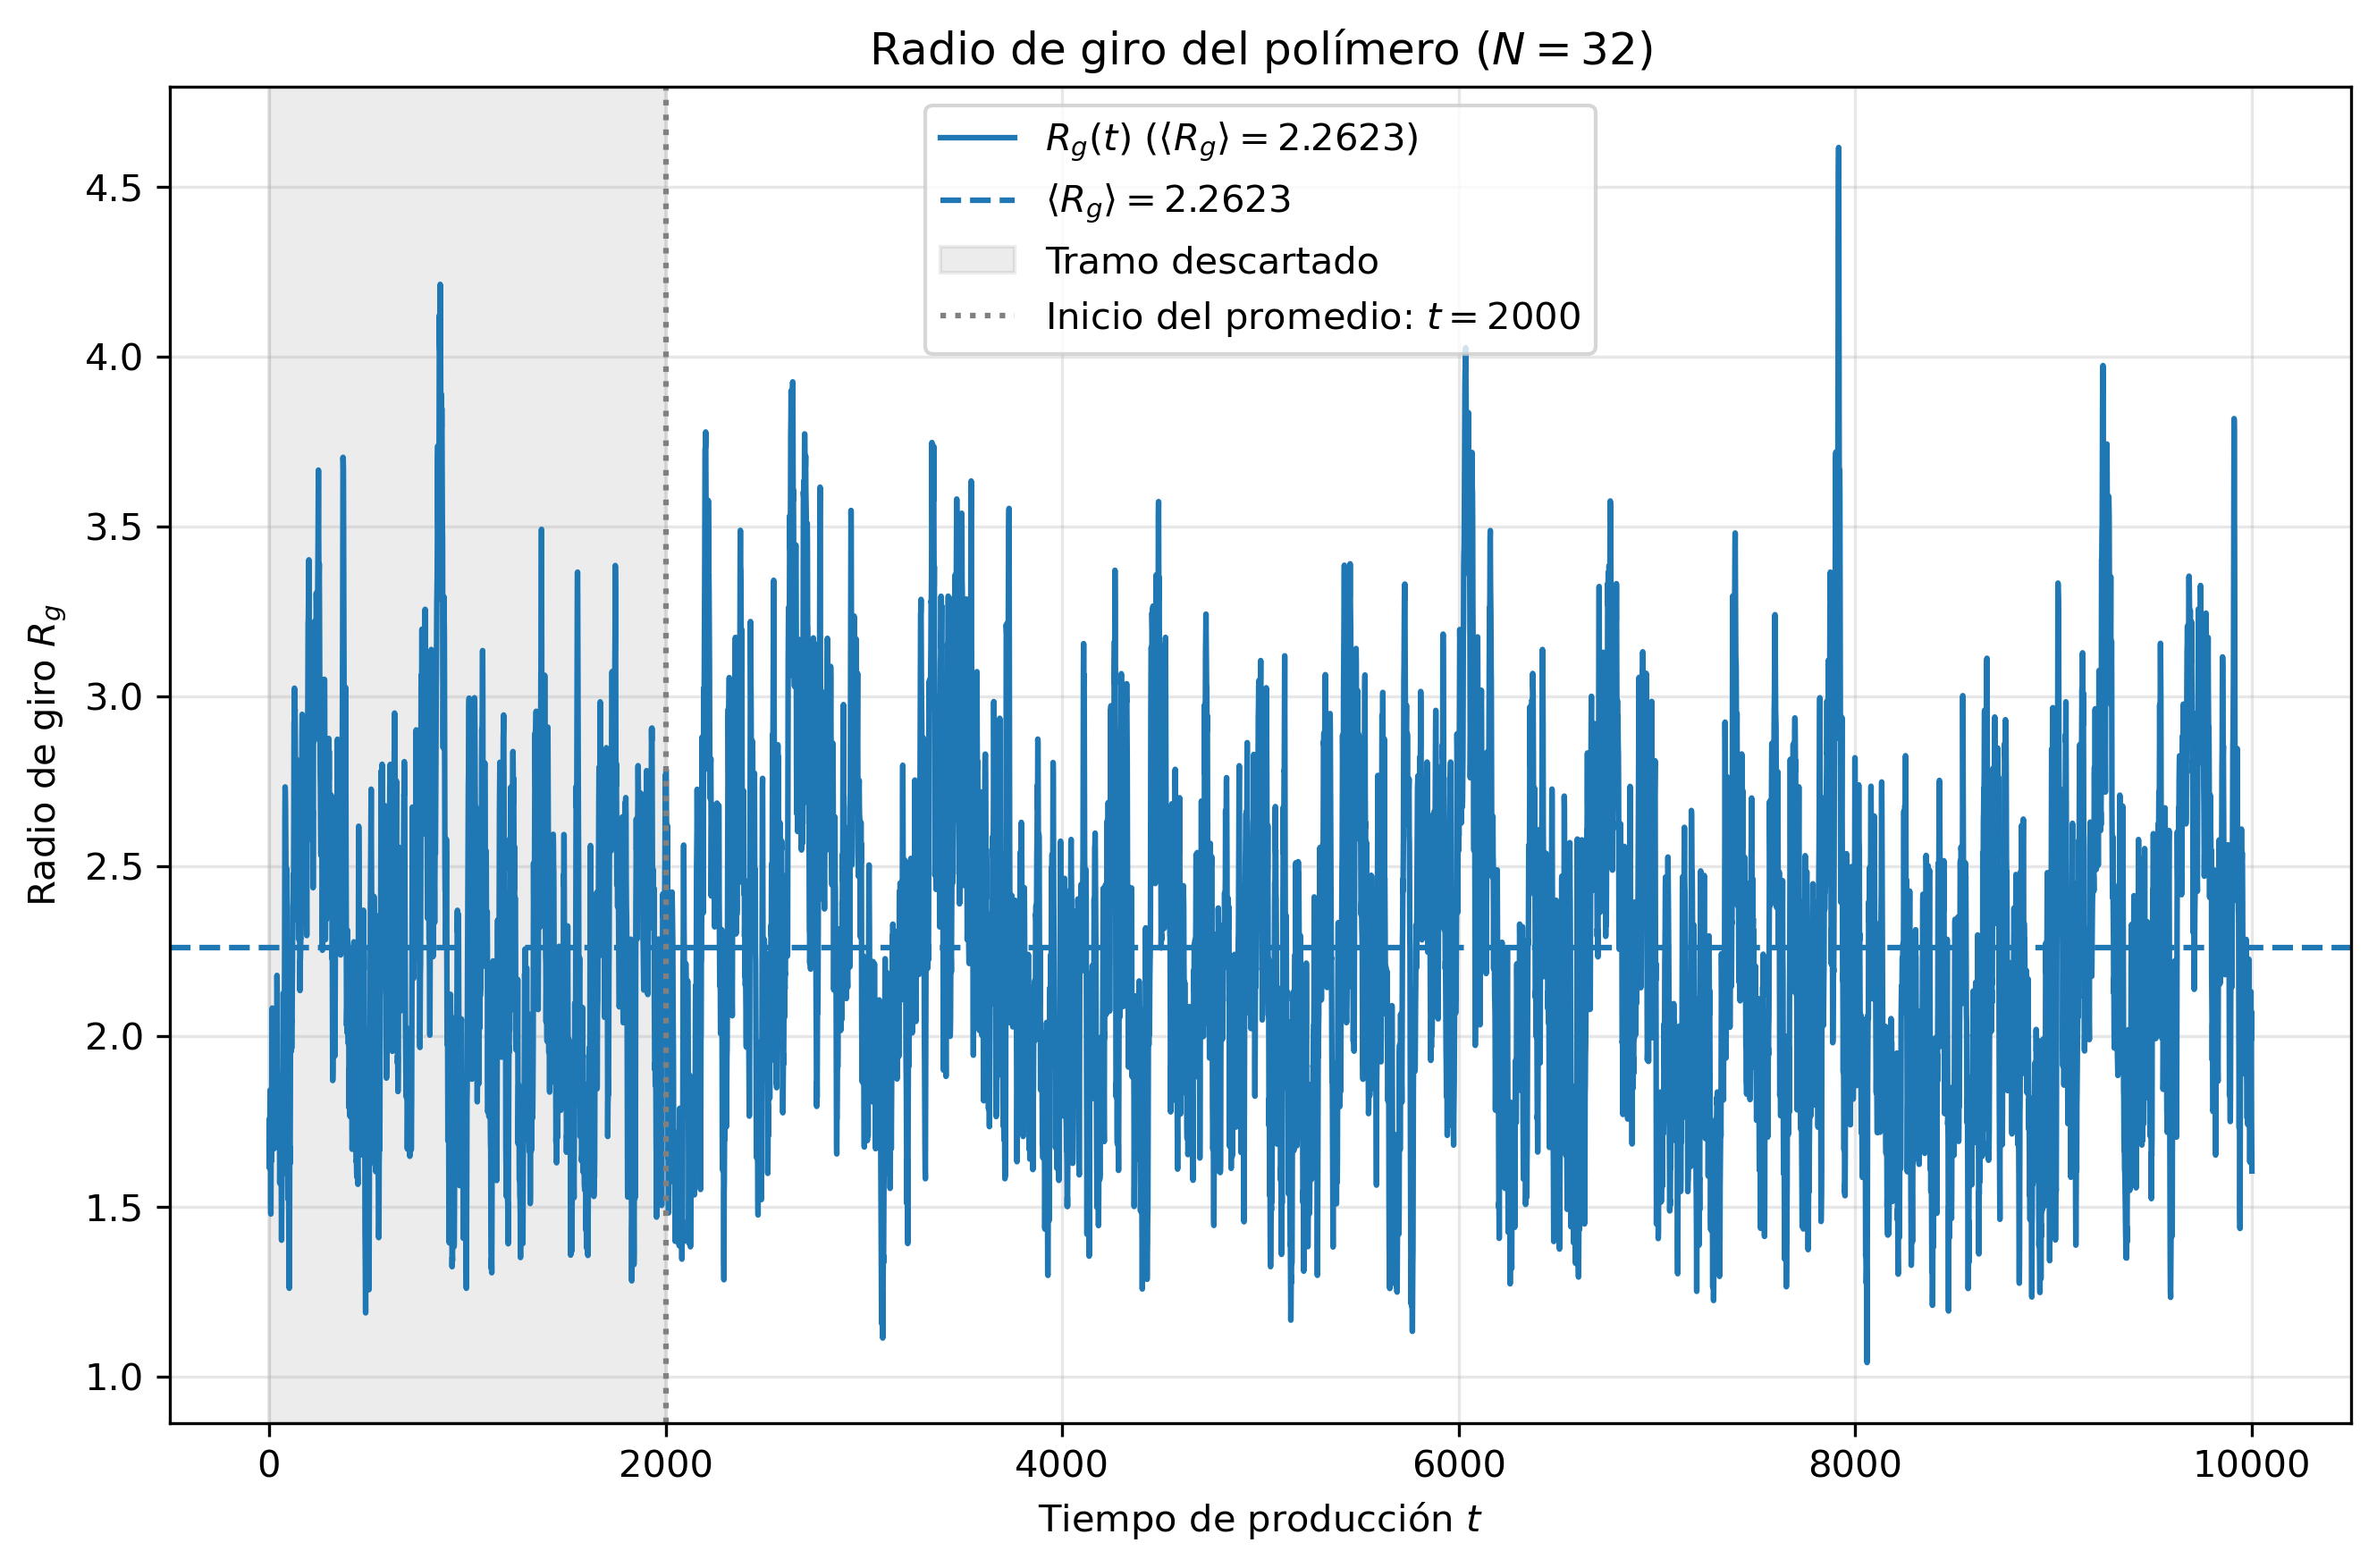 Radio de giro del polímero (N = 32)
R_g(t) (⟨R_g⟩ = 2.2623)
⟨R_g⟩ = 2.2623
Tramo descartado
Inicio del promedio: t = 2000
Radio de giro R_g
4.5
4.0
3.5
3.0
2.5
2.0
1.5
1.0
0 2000 4000 6000 8000 10000
Tiempo de producción t